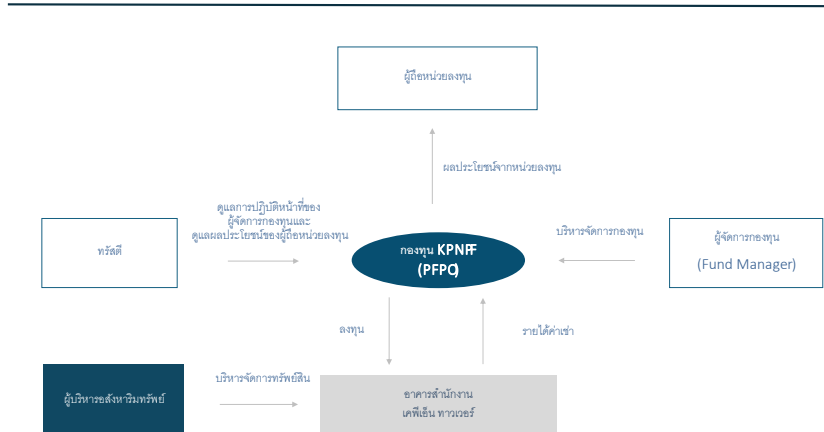 ผู้ถือหน่วยลงทุน
ผลประโยชน์จากหน่วยลงทุน
ดูแลการปฏิบัติหน้าที่ของ
ผู้จัดการกองทุนและ
ดูแลผลประโยชน์ของผู้ถือหน่วยลงทุน
ทรัสตี
กองทุน KPNPF
(PFPO)
บริหารจัดการกองทุน
ผู้จัดการกองทุน
(Fund Manager)
ลงทุน
รายได้ค่าเช่า
ผู้บริหารอสังหาริมทรัพย์
บริหารจัดการทรัพย์สิน
อาคารสำนักงาน
เคพีเอ็น ทาวเวอร์